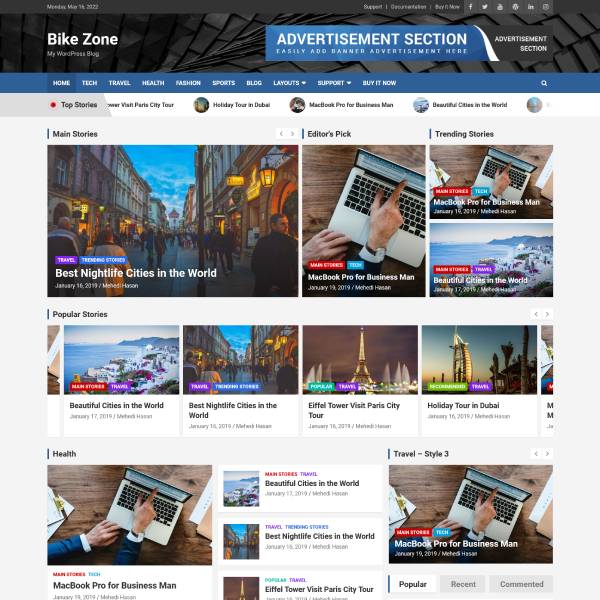 Monday, May 16, 2022
Support | Documentation | Buy It Now
Bike Zone
My WordPress Blog
ADVERTISEMENT SECTION
EASILY ADD BANNER ADVERTISEMENT HERE
ADVERTISEMENT
SECTION
HOME TECH TRAVEL HEALTH FASHION SPORTS BLOG LAYOUTS SUPPORT BUY IT NOW
Top Stories
wer Visit Paris City Tour
Holiday Tour in Dubai
MacBook Pro for Business Man
Beautiful Cities in the World
Main Stories
Editor's Pick
Trending Stories
TRAVEL TRENDING STORIES
Best Nightlife Cities in the World
January 16, 2019 / Mehedi Hasan
MAIN STORIES TECH
MacBook Pro for Business Man
January 19, 2019 / Mehedi Hasan
MAIN STORIES TECH
MacBook Pro for Business Man
January 19, 2019 / Mehedi Hasan
MAIN STORIES TRAVEL
Beautiful Cities in the World
January 17, 2019 / Mehedi Hasan
Popular Stories
MAIN STORIES TRAVEL
Beautiful Cities in the World
January 17, 2019 / Mehedi Hasan
TRAVEL TRENDING STORIES
Best Nightlife Cities in the
World
January 16, 2019 / Mehedi Hasan
POPULAR TRAVEL
Eiffel Tower Visit Paris City
Tour
January 16, 2019 / Mehedi Hasan
RECOMMENDED TRAVEL
Holiday Tour in Dubai
January 16, 2019 / Mehedi Hasan
Health
MAIN STORIES TECH
MacBook Pro for Business Man
January 19, 2019 / Mehedi Hasan
MAIN STORIES TRAVEL
Beautiful Cities in the World
January 17, 2019 / Mehedi Hasan
TRAVEL TRENDING STORIES
Best Nightlife Cities in the World
January 16, 2019 / Mehedi Hasan
POPULAR TRAVEL
Eiffel Tower Visit Paris City Tour
January 16, 2019 / Mehedi Hasan
Travel – Style 3
MAIN STORIES TECH
MacBook Pro for Business Man
January 19, 2019 / Mehedi Hasan
Popular Recent Commented